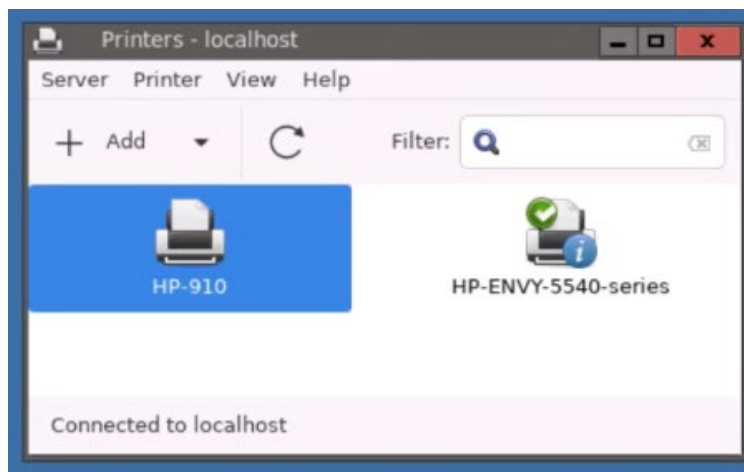 Printers - localhost
Server Printer View Help
Add Filter:
HP-910 HP-ENVY-5540-series
Connected to localhost